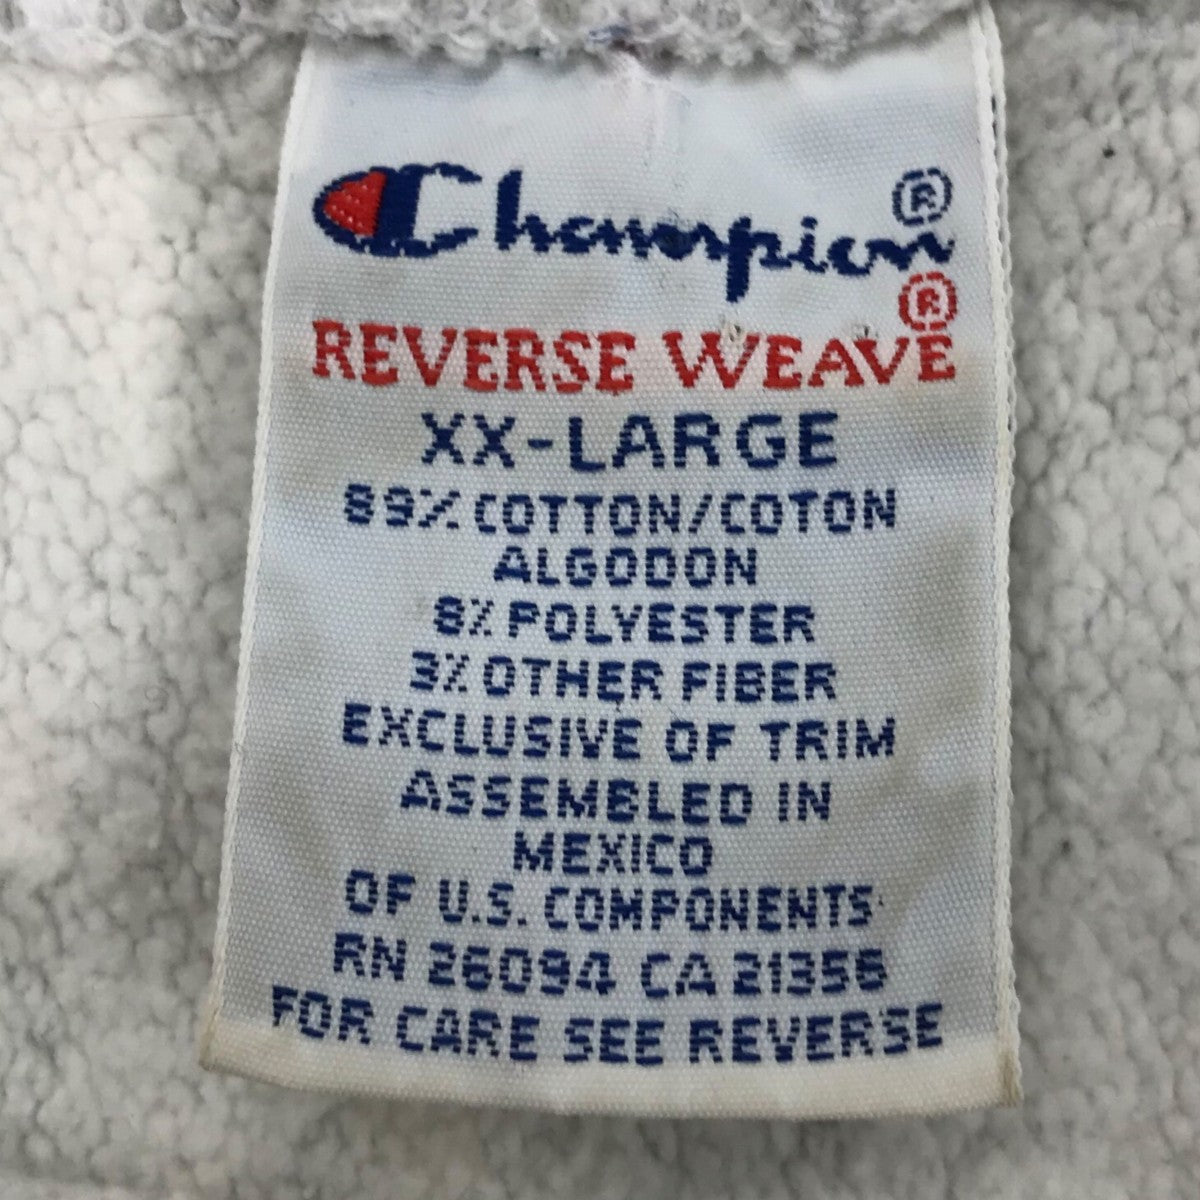 Champion®
REVERSE WEAVE®
XX-LARGE
89% COTTON/COTON
ALGODON
8% POLYESTER
3% OTHER FIBER
EXCLUSIVE OF TRIM
ASSEMBLED IN
MEXICO
OF U.S. COMPONENTS
RN 26094 CA 21356
FOR CARE SEE REVERSE